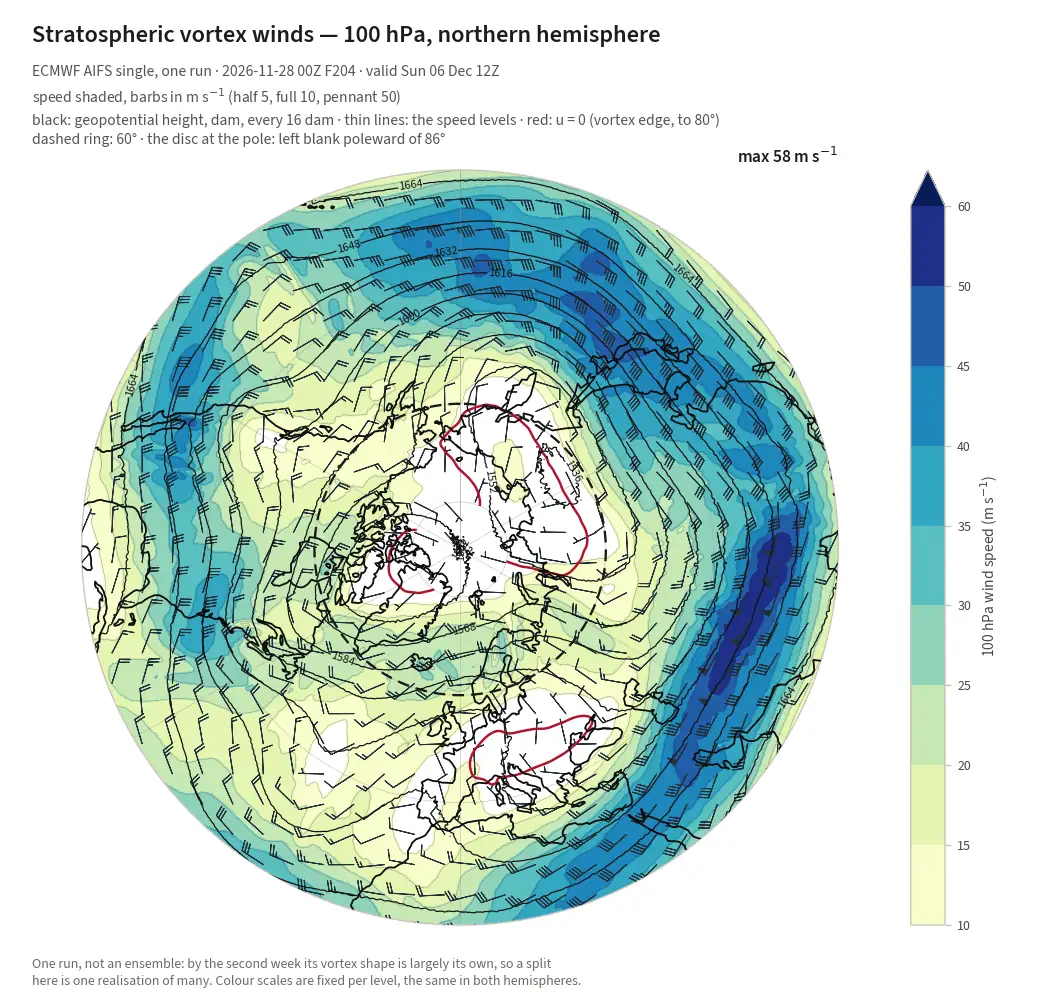 Stratospheric vortex winds — 100 hPa, northern hemisphere
ECMWF AIFS single, one run · 2026-11-28 00Z F204 · valid Sun 06 Dec 12Z
speed shaded, barbs in m s⁻¹ (half 5, full 10, pennant 50)
black: geopotential height, dam, every 16 dam · thin lines: the speed levels · red: u = 0 (vortex edge, to 80°)
dashed ring: 60° · the disc at the pole: left blank poleward of 86°
max 58 m s⁻¹
1664
1648
1632
1616
1664
1600
1664
1568
1584
60
50
45
40
35
30
25
20
15
10
100 hPa wind speed (m s⁻¹)
One run, not an ensemble: by the second week its vortex shape is largely its own, so a split
here is one realisation of many. Colour scales are fixed per level, the same in both hemispheres.